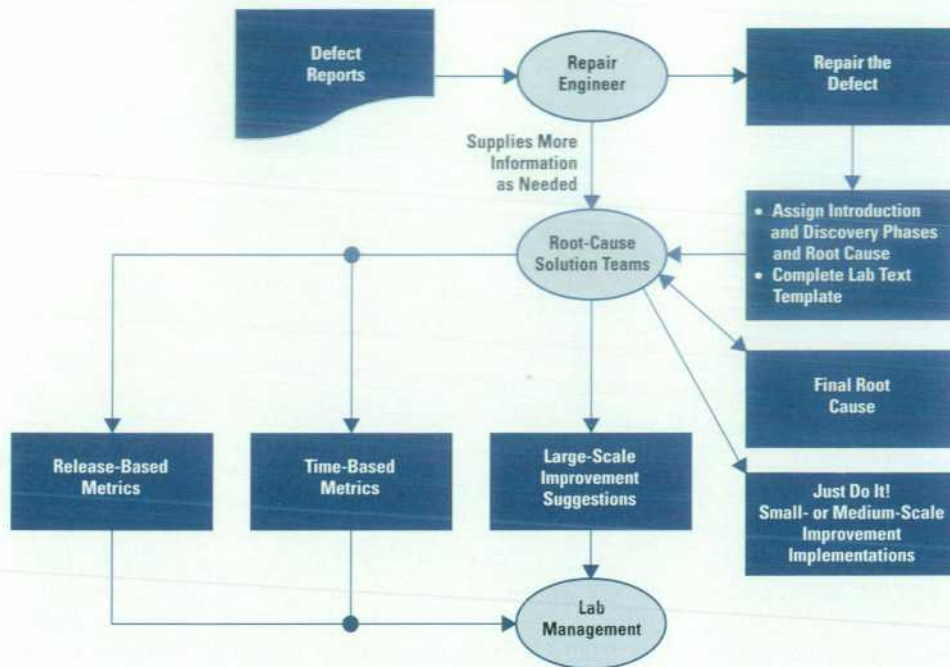 Defect
Reports
Repair
Engineer
Repair the
Defect
Supplies More
Information
as Needed
• Assign Introduction
and Discovery Phases
and Root Cause
• Complete Lab Text
Template
Root-Cause
Solution Teams
Final Root
Cause
Release-Based
Metrics
Time-Based
Metrics
Large-Scale
Improvement
Suggestions
Just Do It!
Small- or Medium-Scale
Improvement
Implementations
Lab
Management